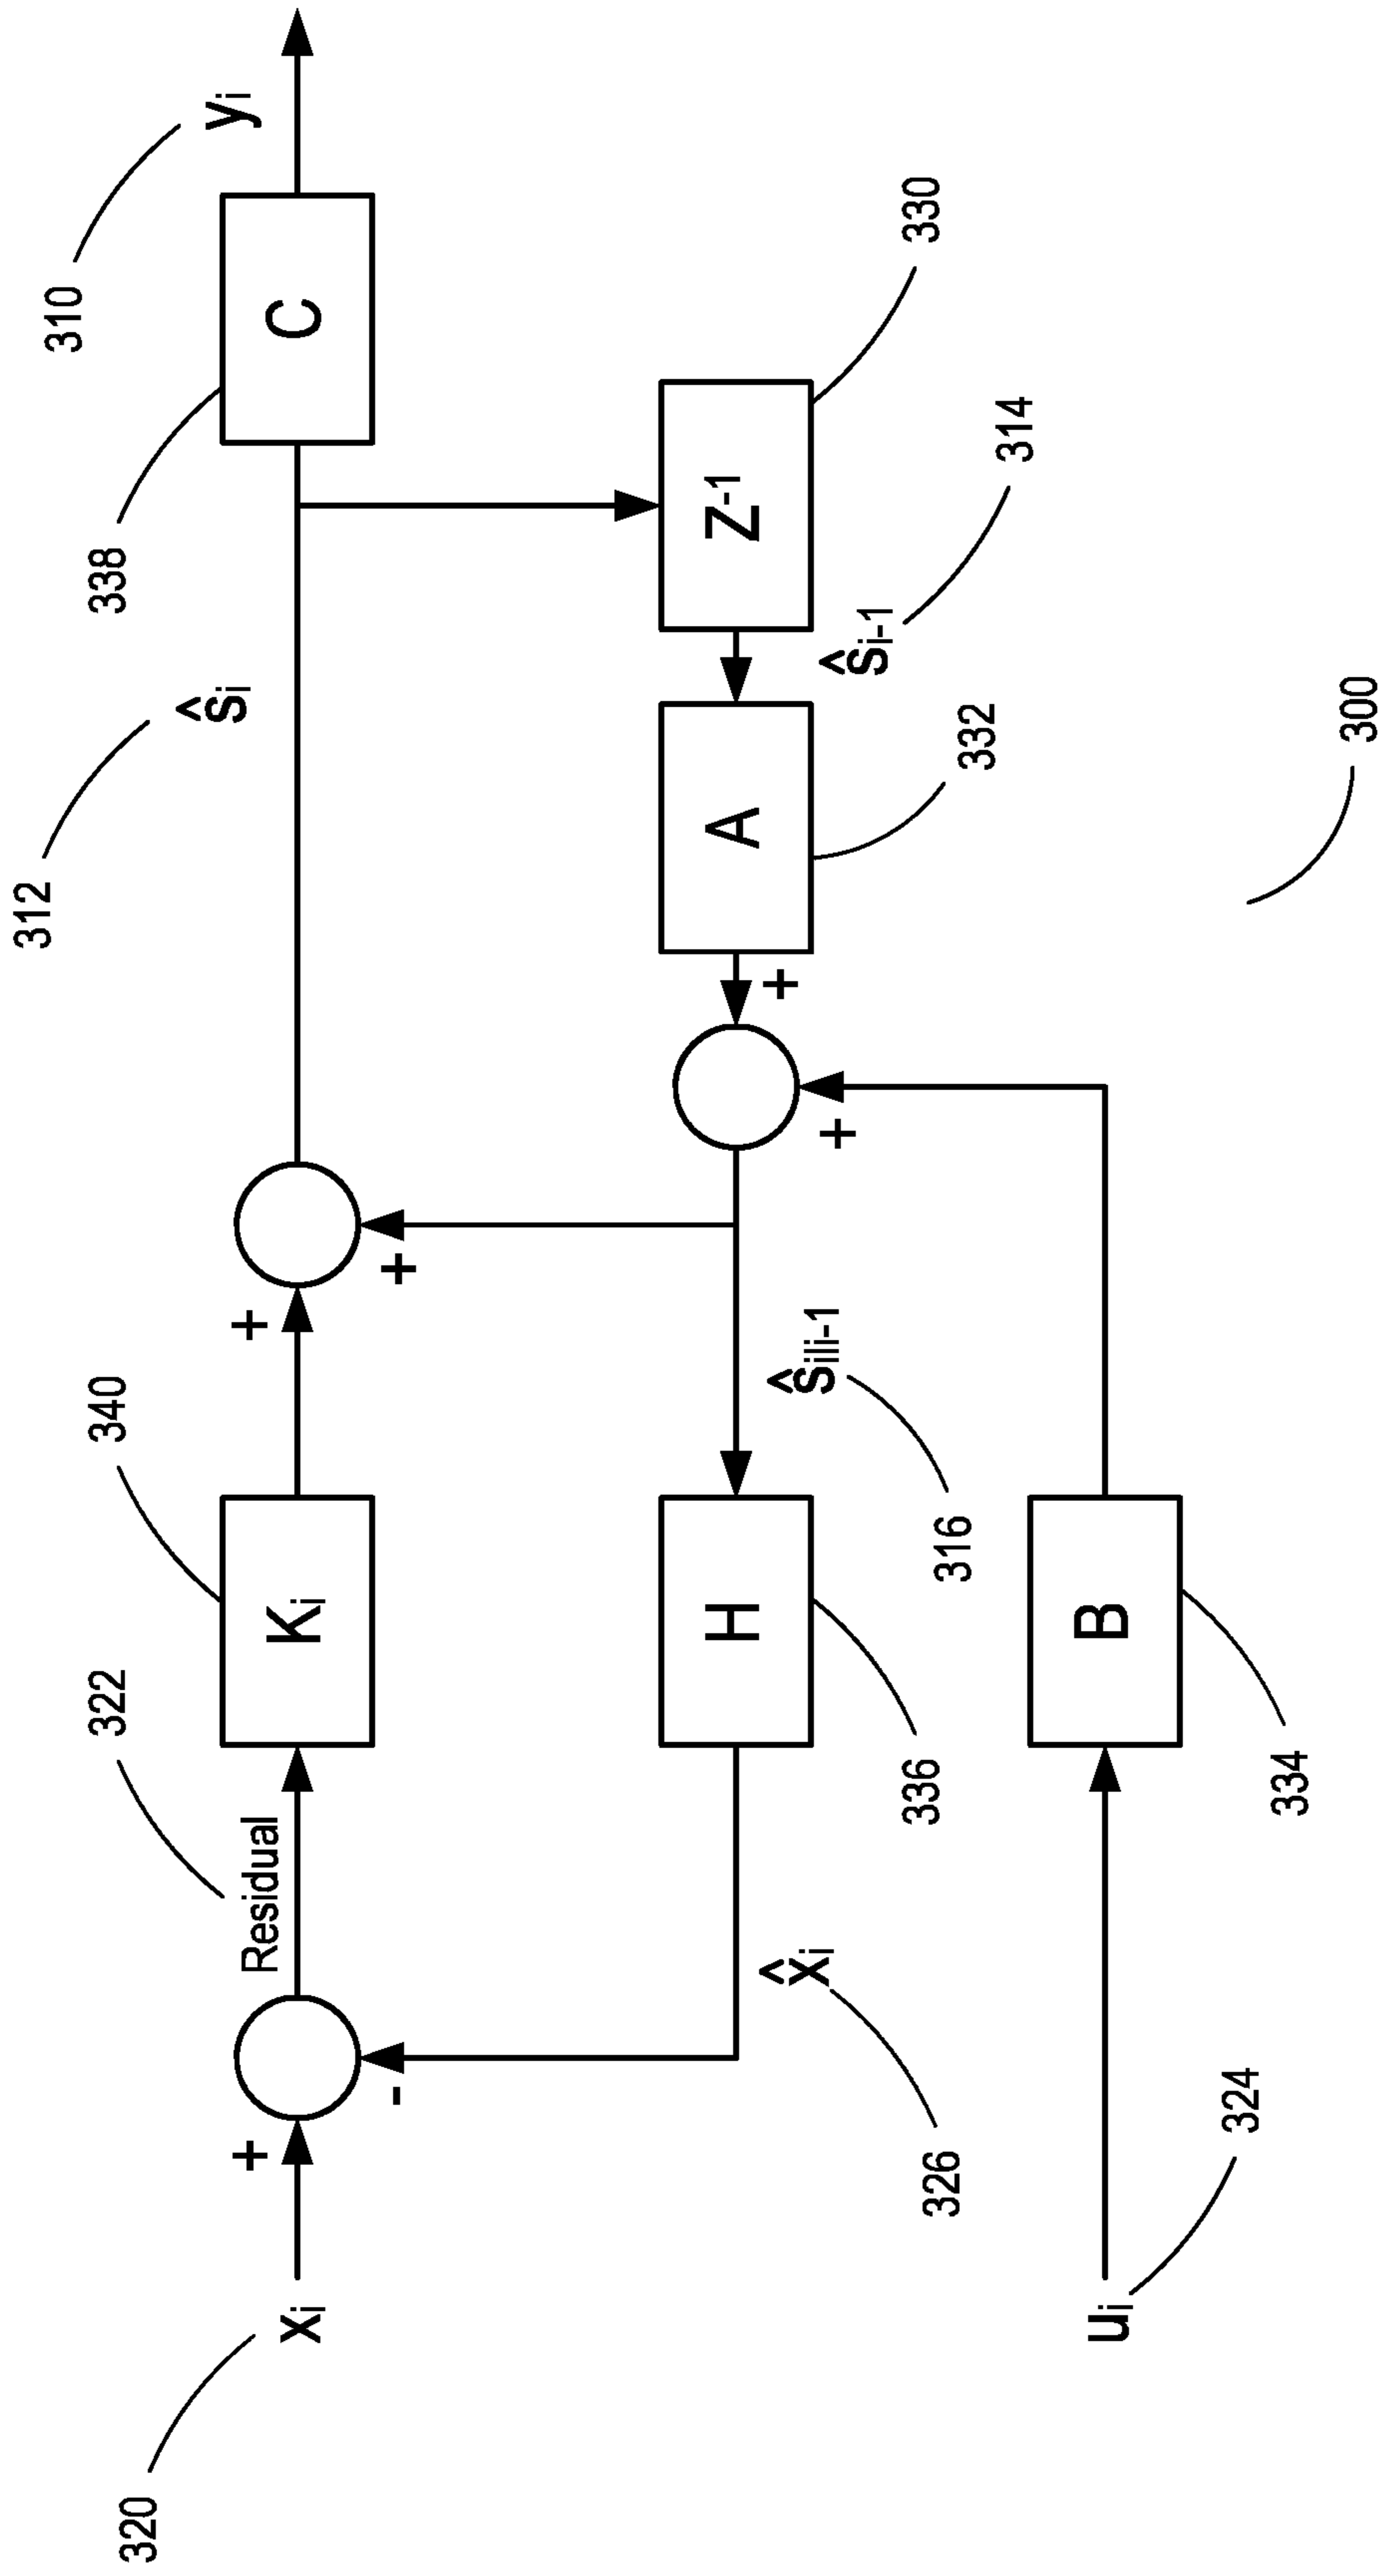 312
310
ŝi
yi
338
C
340
Ki
322
Residual
320
xi
+
+
+
-
330
Z-1
314
ŝi-1
332
A
+
+
ŝi|i-1
316
H
336
x̂i
326
B
334
ui
324
300